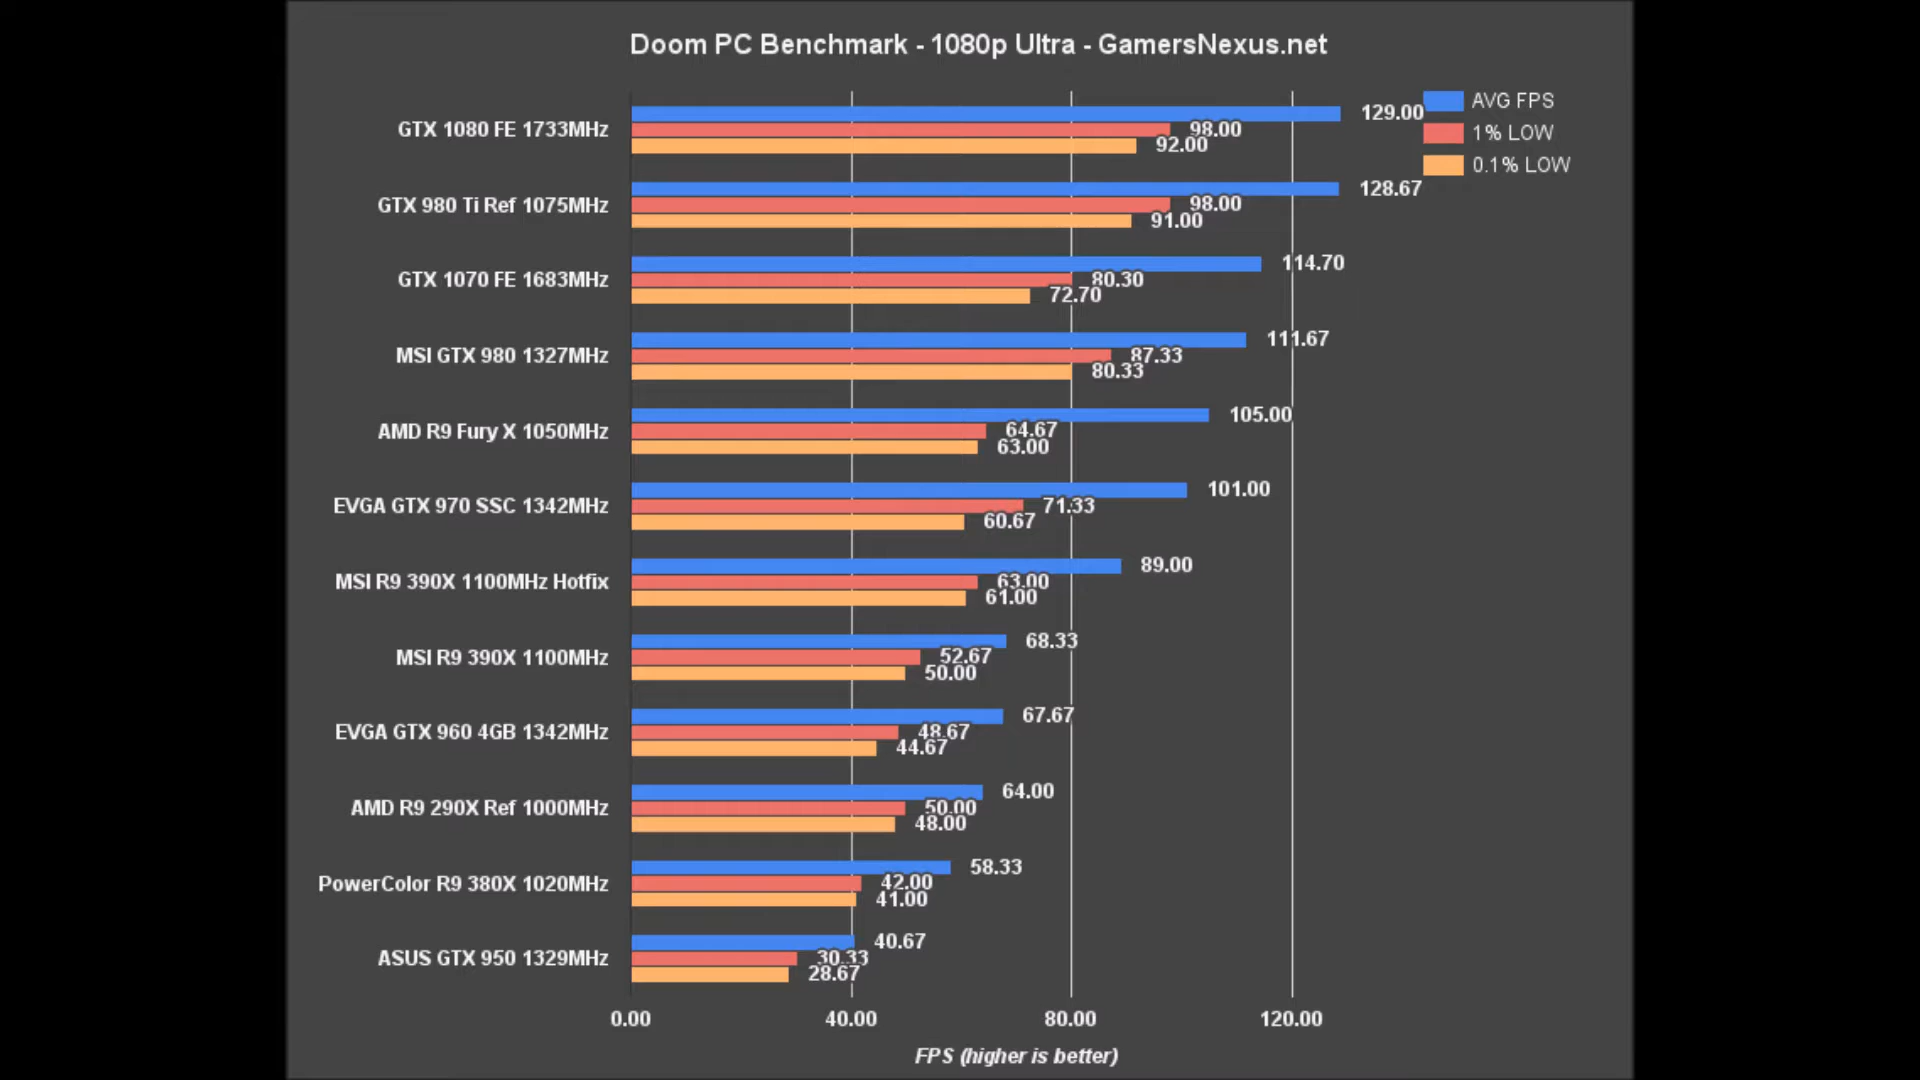 Doom PC Benchmark - 1080p Ultra - GamersNexus.net
AVG FPS
1% LOW
0.1% LOW
GTX 1080 FE 1733MHz
129.00
98.00
92.00
GTX 980 Ti Ref 1075MHz
128.67
98.00
91.00
GTX 1070 FE 1683MHz
114.70
80.30
72.70
MSI GTX 980 1327MHz
111.67
87.33
80.33
AMD R9 Fury X 1050MHz
105.00
64.67
63.00
EVGA GTX 970 SSC 1342MHz
101.00
71.33
60.67
MSI R9 390X 1100MHz Hotfix
89.00
63.00
61.00
MSI R9 390X 1100MHz
68.33
52.67
50.00
EVGA GTX 960 4GB 1342MHz
67.67
48.67
44.67
AMD R9 290X Ref 1000MHz
64.00
50.00
48.00
PowerColor R9 380X 1020MHz
58.33
42.00
41.00
ASUS GTX 950 1329MHz
40.67
30.33
28.67
0.00 40.00 80.00 120.00
FPS (higher is better)